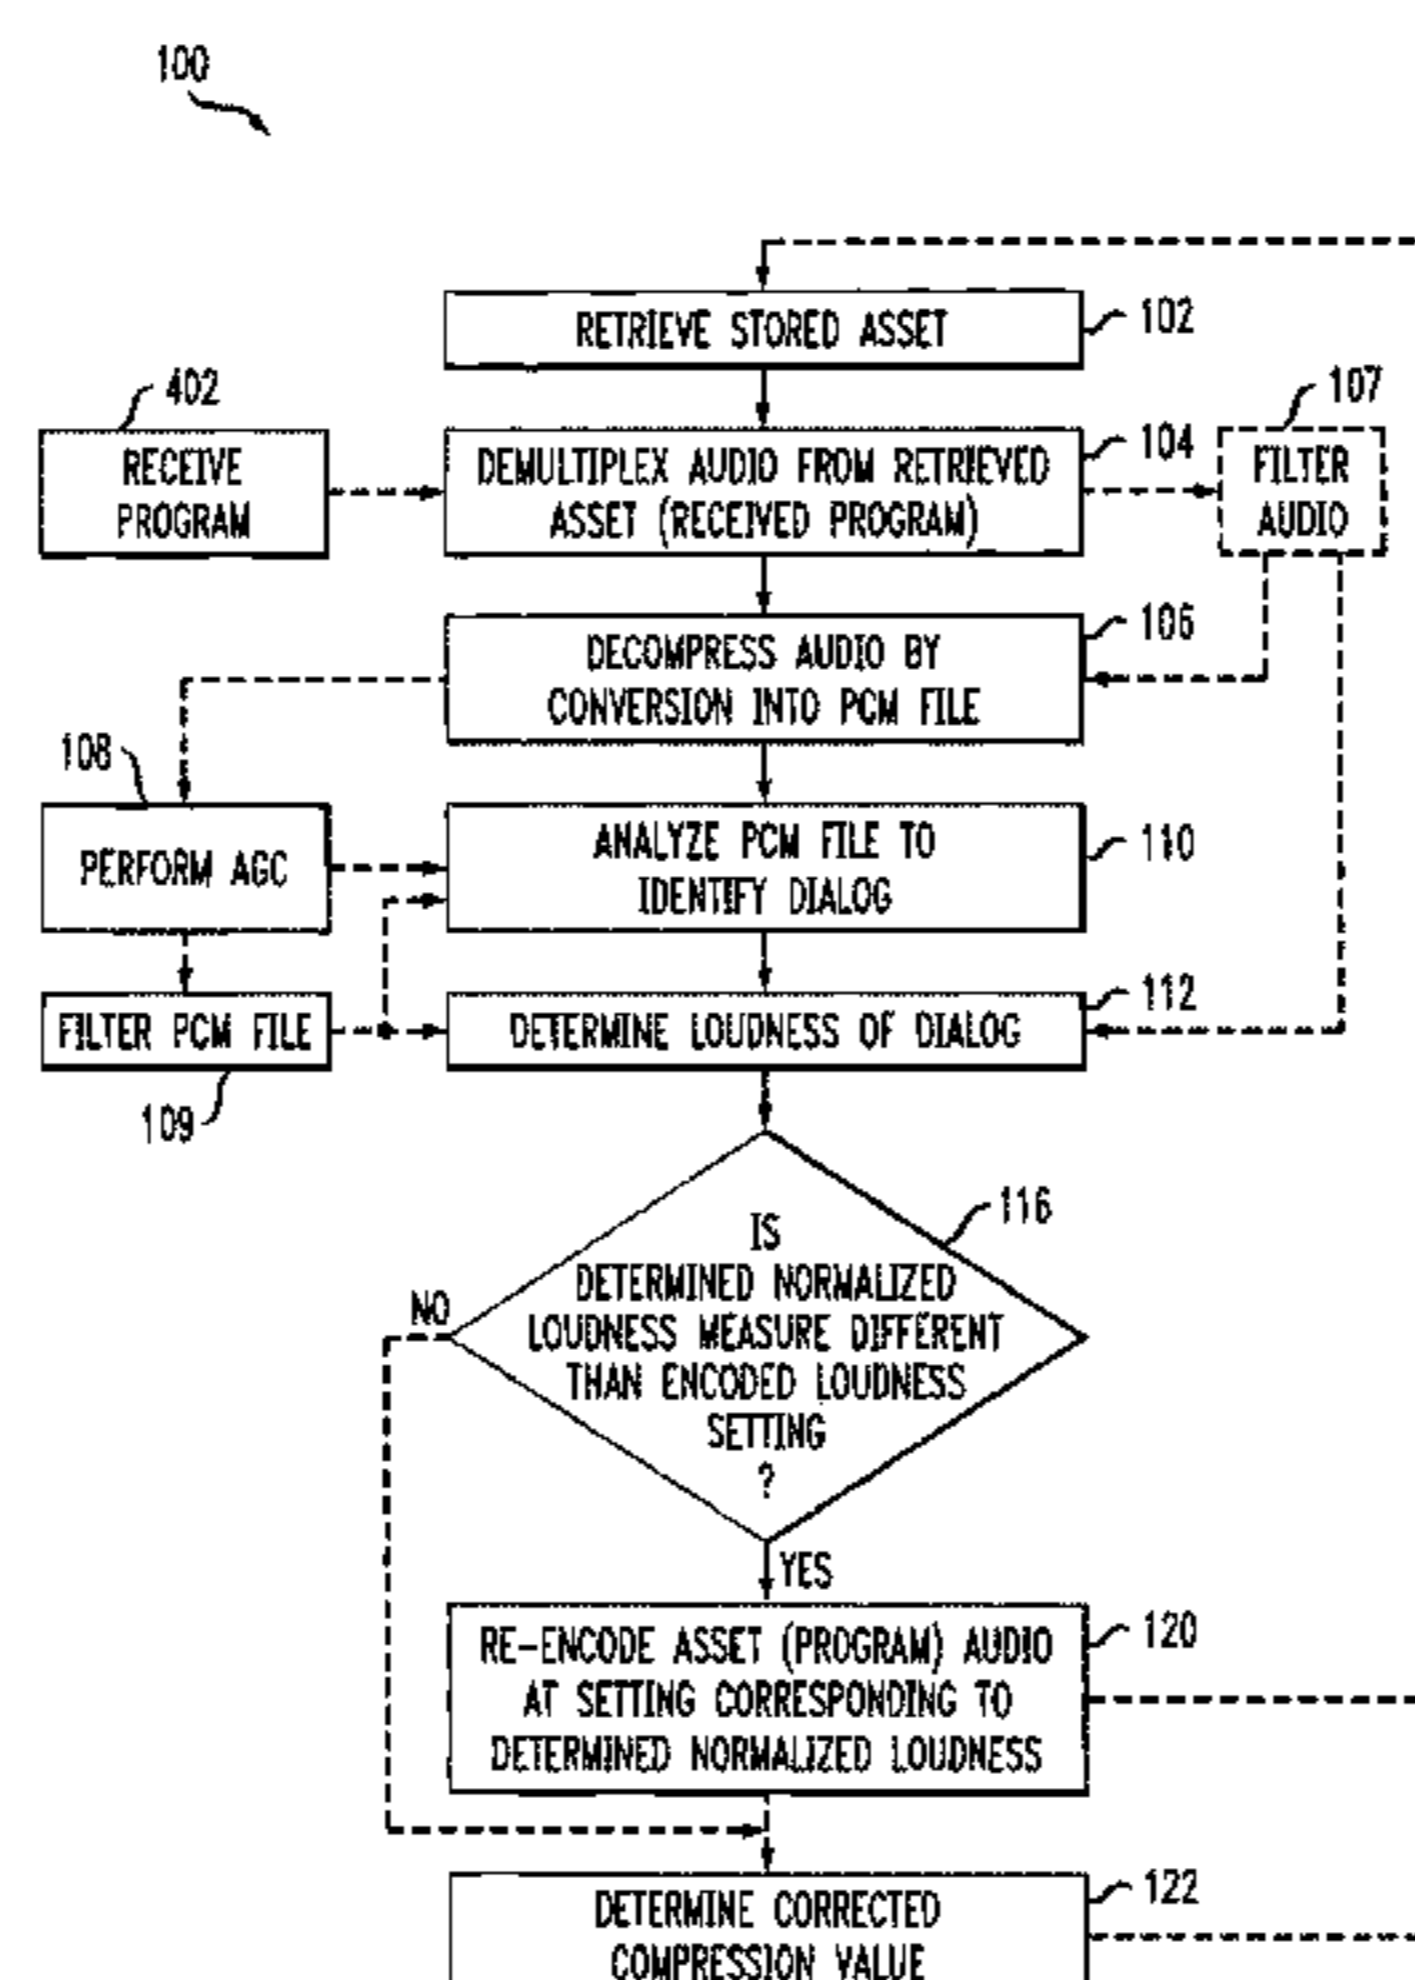 100
RETRIEVE STORED ASSET
102
402
RECEIVE
PROGRAM
DEMULTIPLEX AUDIO FROM RETRIEVED
ASSET (RECEIVED PROGRAM)
104
107
FILTER
AUDIO
DECOMPRESS AUDIO BY
CONVERSION INTO PCM FILE
106
108
PERFORM AGC
ANALYZE PCM FILE TO
IDENTIFY DIALOG
110
FILTER PCM FILE
109
DETERMINE LOUDNESS OF DIALOG
112
IS
DETERMINED NORMALIZED
LOUDNESS MEASURE DIFFERENT
THAN ENCODED LOUDNESS
SETTING
?
116
NO
YES
RE-ENCODE ASSET (PROGRAM) AUDIO
AT SETTING CORRESPONDING TO
DETERMINED NORMALIZED LOUDNESS
120
DETERMINE CORRECTED
COMPRESSION VALUE
122